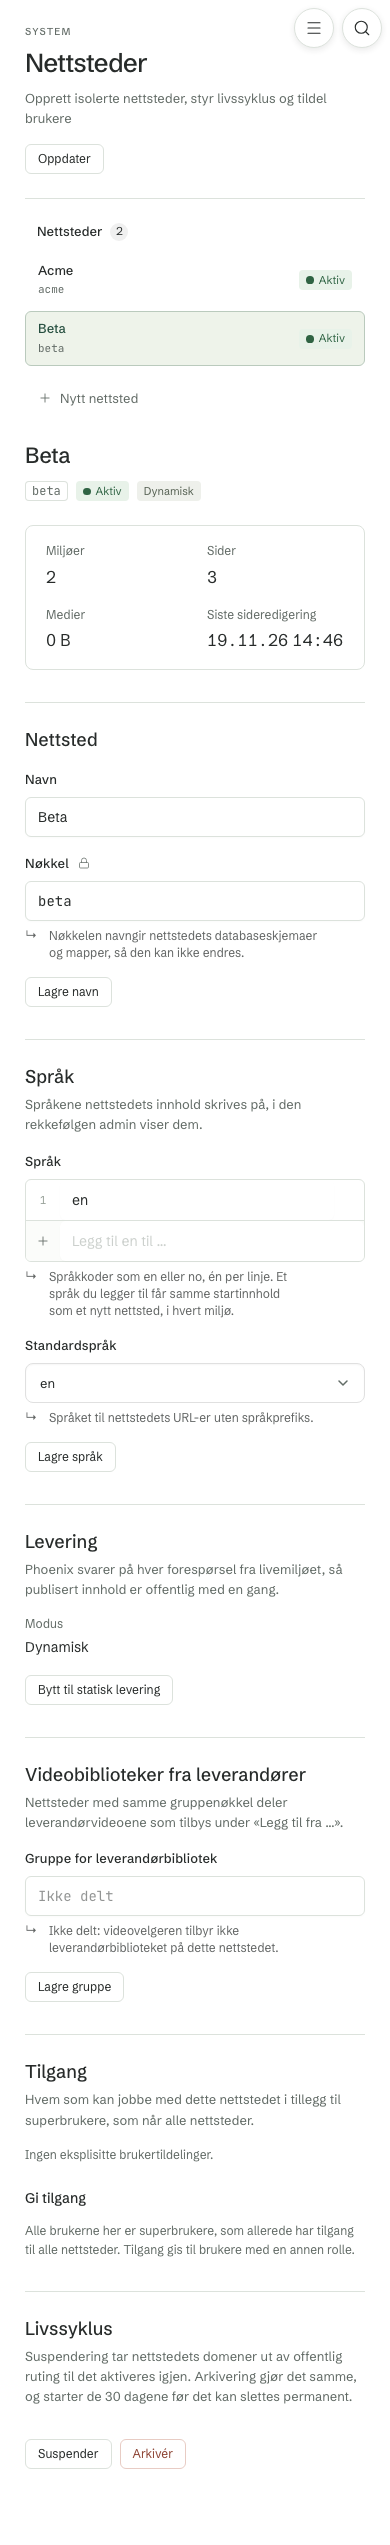 SYSTEM
Nettsteder
Opprett isolerte nettsteder, styr livssyklus og tildel
brukere
Oppdater
Nettsteder 2
Acme
acme
Aktiv
Beta
beta
Aktiv
Nytt nettsted
Beta
beta Aktiv Dynamisk
Miljøer Sider
2 3
Medier Siste sideredigering
0 B 19.11.26 14:46
Nettsted
Navn
Beta
Nøkkel
beta
Nøkkelen navngir nettstedets databaseskjemaer
og mapper, så den kan ikke endres.
Lagre navn
Språk
Språkene nettstedets innhold skrives på, i den
rekkefølgen admin viser dem.
Språk
1 en
Legg til en til ...
Språkkoder som en eller no, én per linje. Et
språk du legger til får samme startinnhold
som et nytt nettsted, i hvert miljø.
Standardspråk
en
Språket til nettstedets URL-er uten språkprefiks.
Lagre språk
Levering
Phoenix svarer på hver forespørsel fra livemiljøet, så
publisert innhold er offentlig med en gang.
Modus
Dynamisk
Bytt til statisk levering
Videobiblioteker fra leverandører
Nettsteder med samme gruppenøkkel deler
leverandørvideoene som tilbys under «Legg til fra ...».
Gruppe for leverandørbibliotek
Ikke delt
Ikke delt: videovelgeren tilbyr ikke
leverandørbiblioteket på dette nettstedet.
Lagre gruppe
Tilgang
Hvem som kan jobbe med dette nettstedet i tillegg til
superbrukere, som når alle nettsteder.
Ingen eksplisitte brukertildelinger.
Gi tilgang
Alle brukerne her er superbrukere, som allerede har tilgang
til alle nettsteder. Tilgang gis til brukere med en annen rolle.
Livssyklus
Suspendering tar nettstedets domener ut av offentlig
ruting til det aktiveres igjen. Arkivering gjør det samme,
og starter de 30 dagene før det kan slettes permanent.
Suspender Arkivér